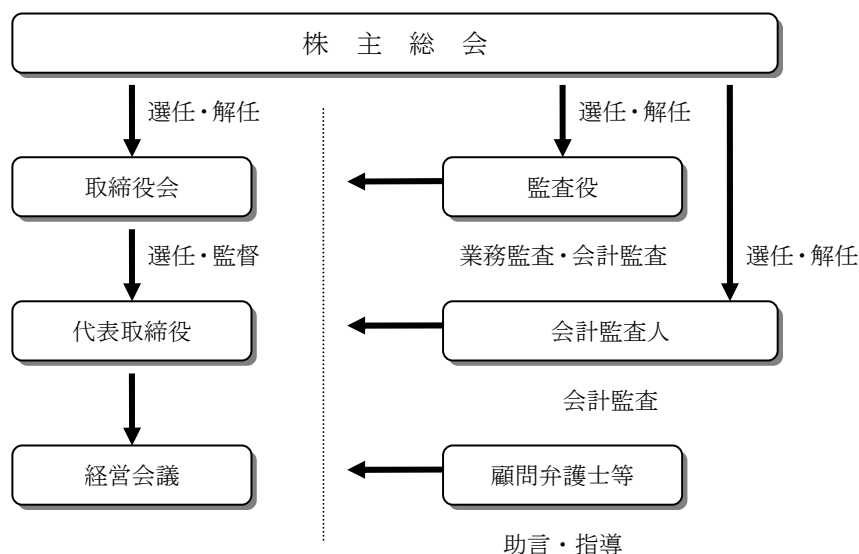 株 主 総 会
選任・解任
選任・解任
取締役会
監査役
選任・監督
業務監査・会計監査
選任・解任
代表取締役
会計監査人
会計監査
経営会議
顧問弁護士等
助言・指導